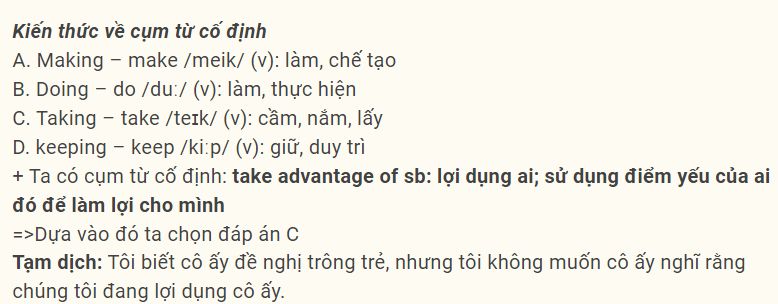 Kiến thức về cụm từ cố định
A. Making – make /meik/ (v): làm, chế tạo
B. Doing – do /duː/ (v): làm, thực hiện
C. Taking – take /teɪk/ (v): cầm, nắm, lấy
D. keeping – keep /kiːp/ (v): giữ, duy trì
+ Ta có cụm từ cố định: take advantage of sb: lợi dụng ai; sử dụng điểm yếu của ai
đó để làm lợi cho mình
=>Dựa vào đó ta chọn đáp án C
Tạm dịch: Tôi biết cô ấy đề nghị trông trẻ, nhưng tôi không muốn cô ấy nghĩ rằng
chúng tôi đang lợi dụng cô ấy.